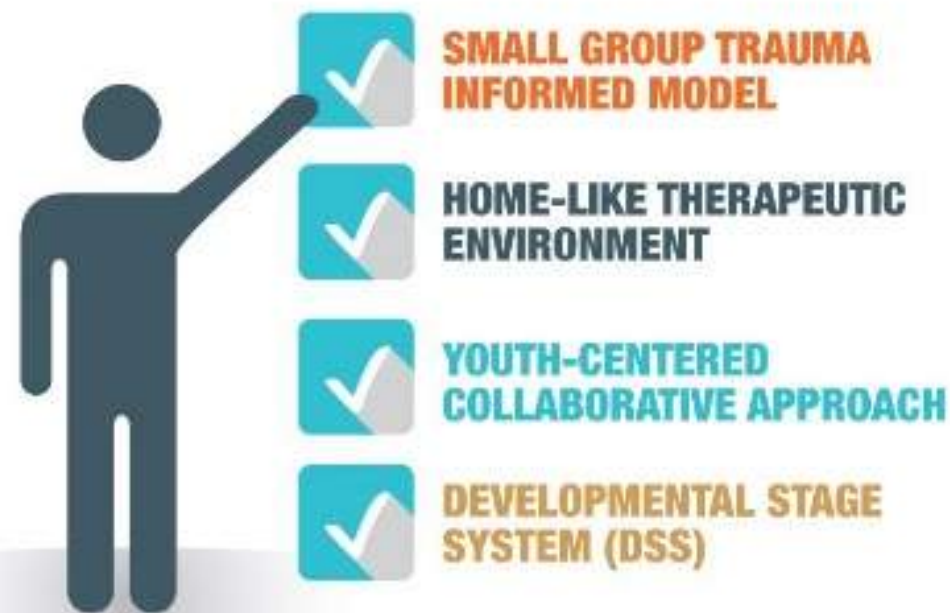 SMALL GROUP TRAUMA
INFORMED MODEL
HOME-LIKE THERAPEUTIC
ENVIRONMENT
YOUTH-CENTERED
COLLABORATIVE APPROACH
DEVELOPMENTAL STAGE
SYSTEM (DSS)